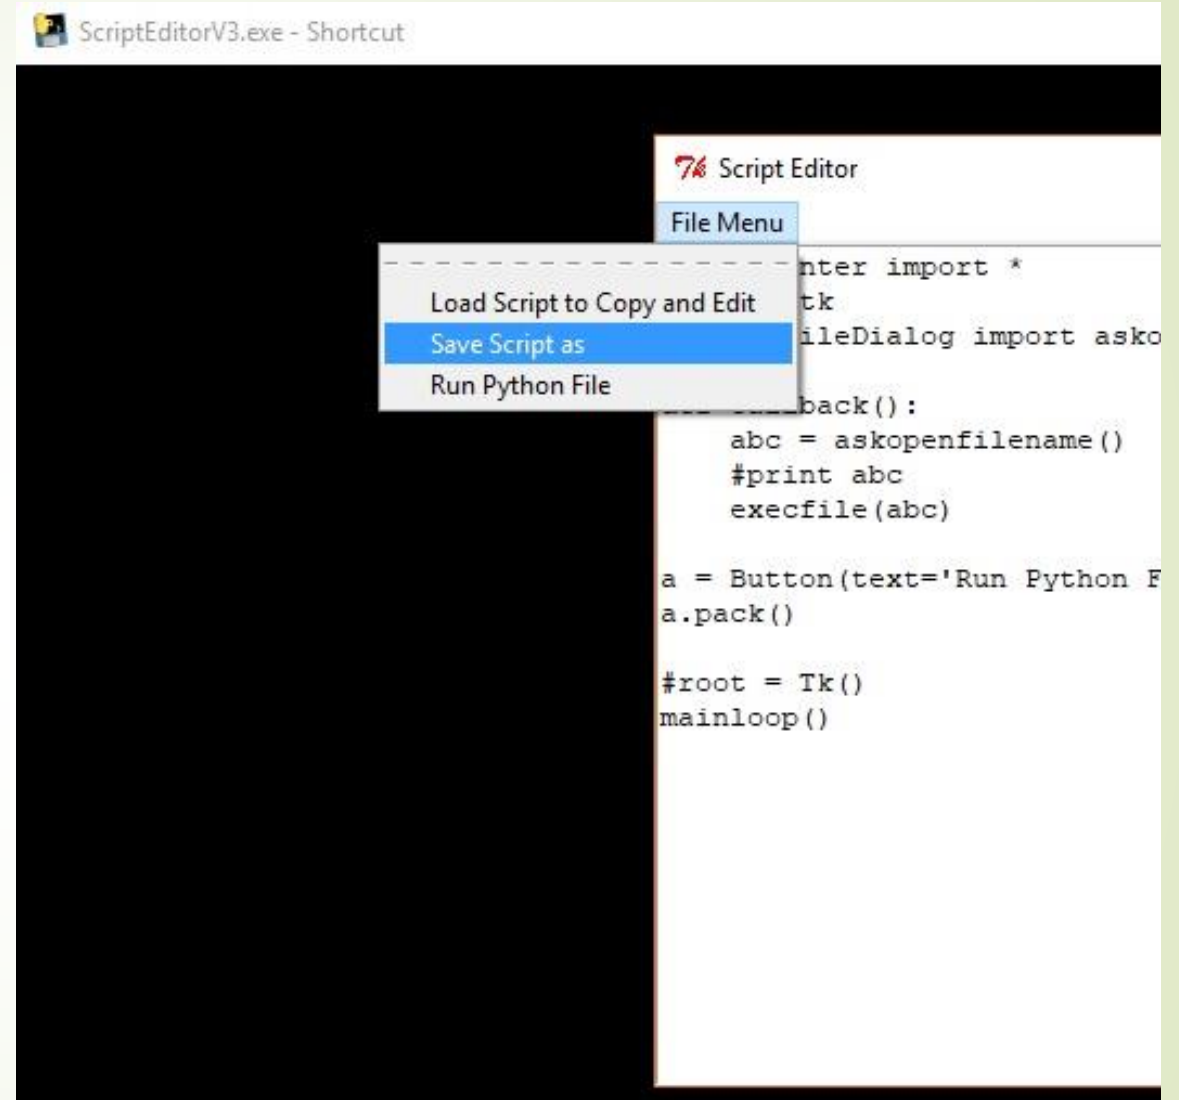 ScriptEditorV3.exe - Shortcut
Script Editor
File Menu
Load Script to Copy and Edit
Save Script as
Run Python File
nter import *
tk
ileDialog import asko
back():
    abc = askopenfilename()
    #print abc
    execfile(abc)
a = Button(text='Run Python F
a.pack()
#root = Tk()
mainloop()